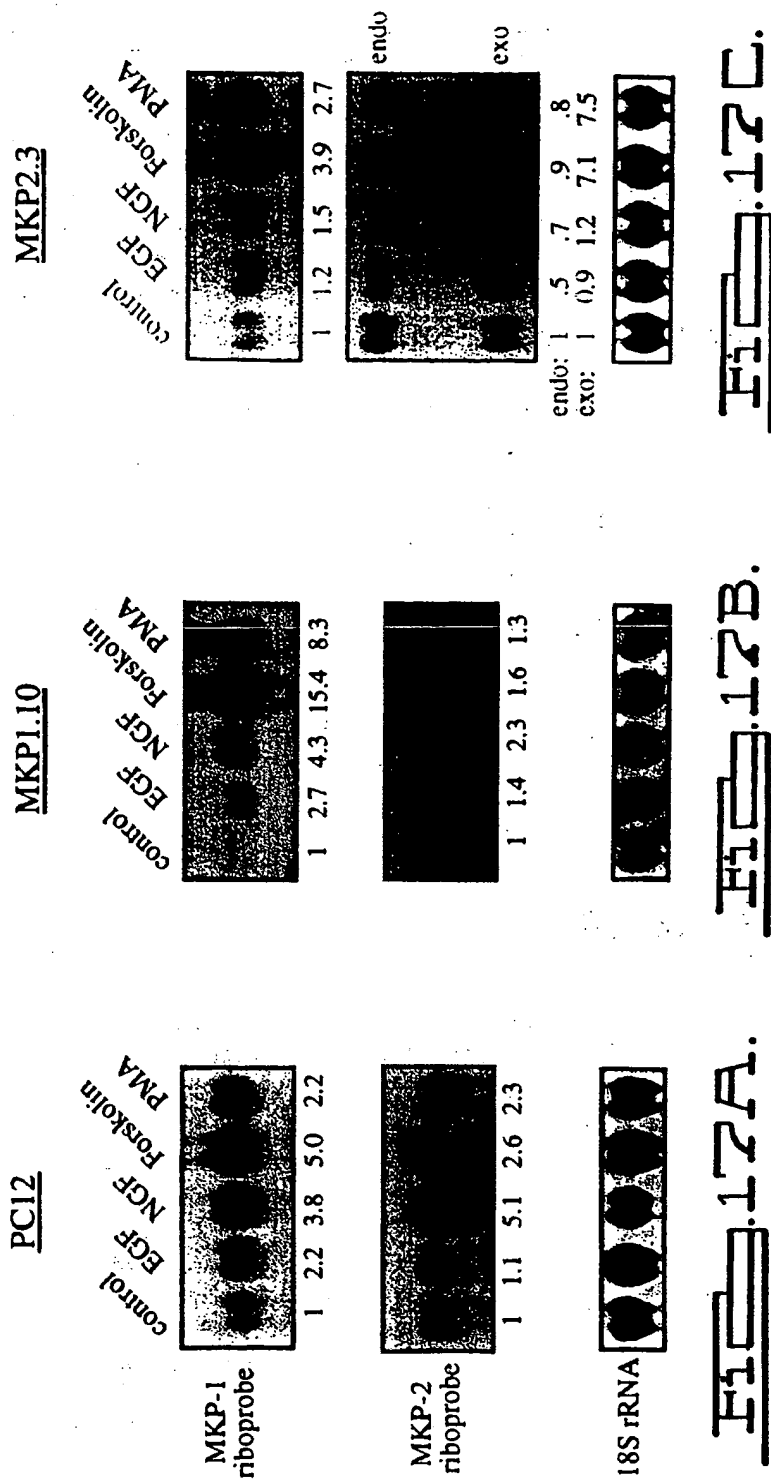 PC12
control EGF NGF Forskolin PMA
MKP-1
riboprobe
1 2.2 3.8 5.0 2.2
MKP-2
riboprobe
1 1.1 5.1 2.6 2.3
18S rRNA
Fig. 17A.
MKP1.10
control EGF NGF Forskolin PMA
1 2.7 4.3 15.4 8.3
1 1.4 2.3 1.6 1.3
Fig. 17B.
MKP2.3
control EGF NGF Forskolin PMA
1 1.2 1.5 3.9 2.7
endo
exo
endo: 1 .5 .7 .9 .8
exo: 1 0.9 1.2 7.1 7.5
Fig. 17C.